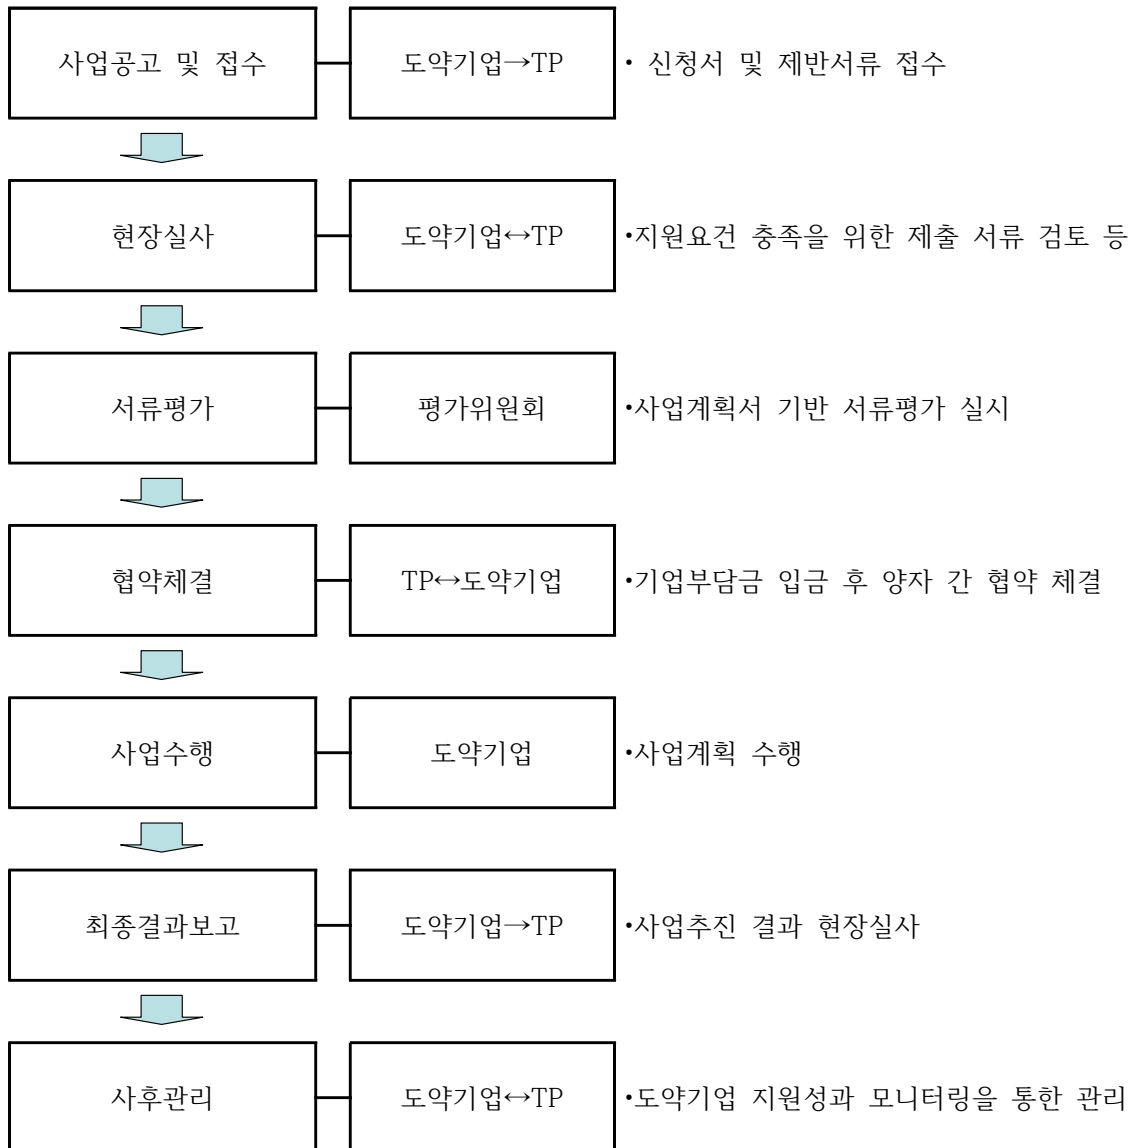 사업공고 및 접수 도약기업→TP • 신청서 및 제반서류 접수
현장실사 도약기업↔TP •지원요건 충족을 위한 제출 서류 검토 등
서류평가 평가위원회 •사업계획서 기반 서류평가 실시
협약체결 TP↔도약기업 •기업부담금 입금 후 양자 간 협약 체결
사업수행 도약기업 •사업계획 수행
최종결과보고 도약기업→TP •사업추진 결과 현장실사
사후관리 도약기업↔TP •도약기업 지원성과 모니터링을 통한 관리